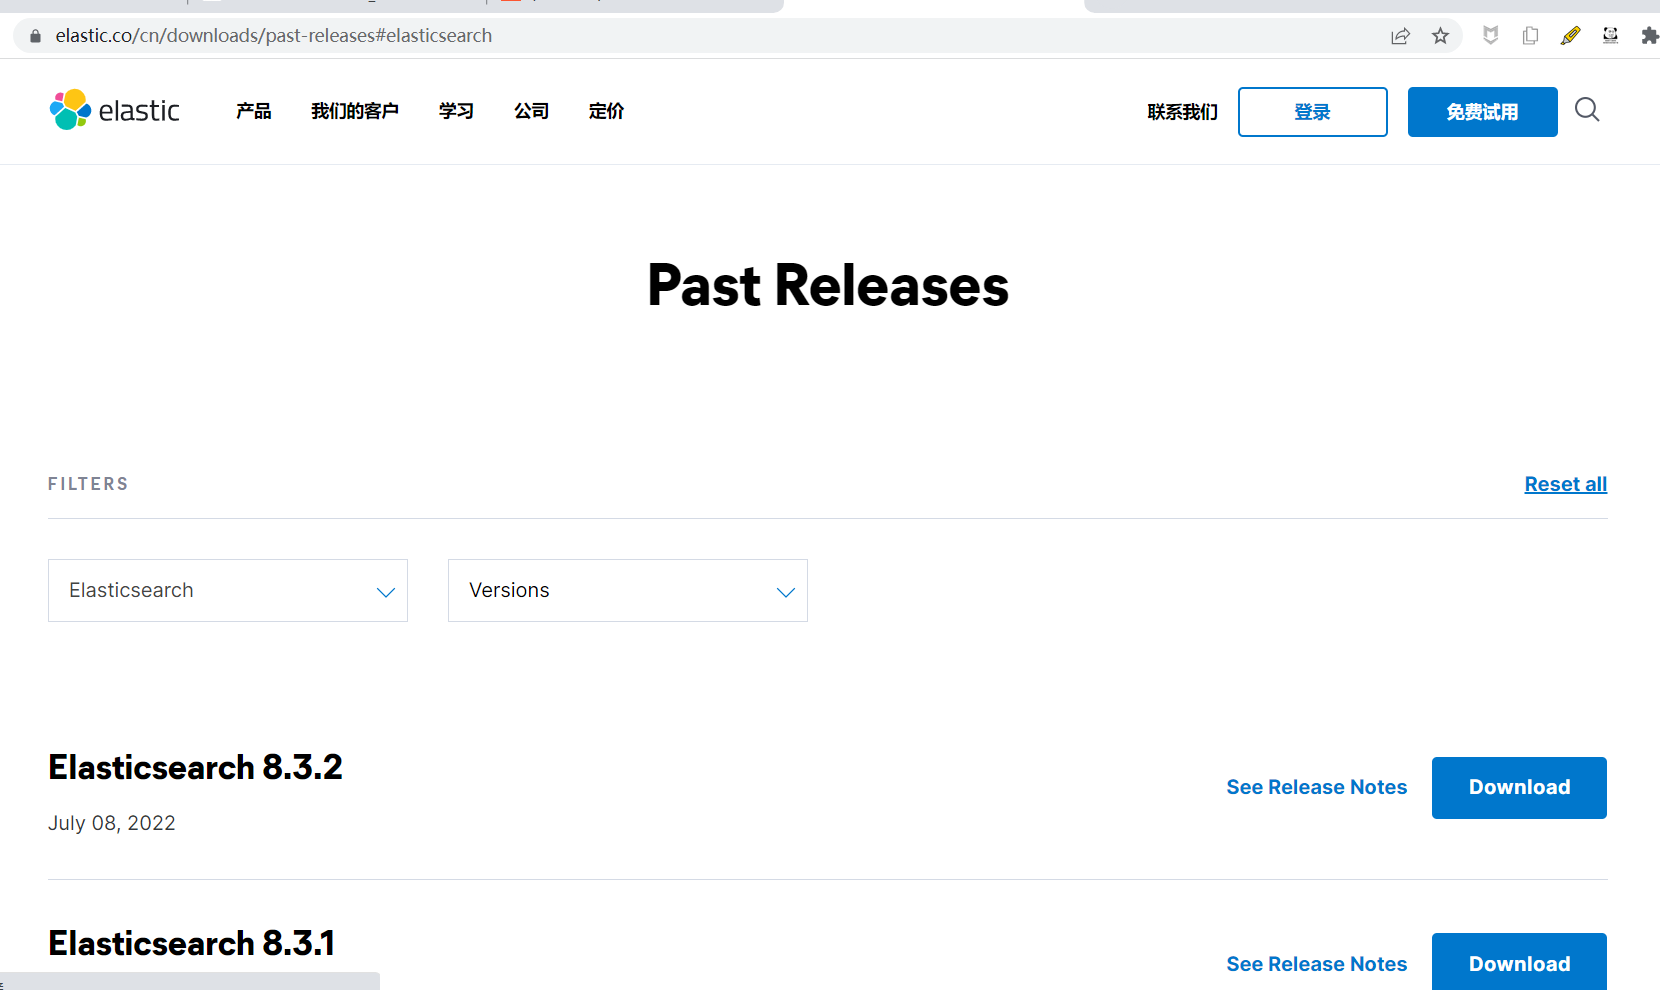 elastic.co/cn/downloads/past-releases#elasticsearch
elastic 产品 我们的客户 学习 公司 定价 联系我们 登录 免费试用
Past Releases
FILTERS Reset all
Elasticsearch Versions
Elasticsearch 8.3.2
See Release Notes Download
July 08, 2022
Elasticsearch 8.3.1
See Release Notes Download